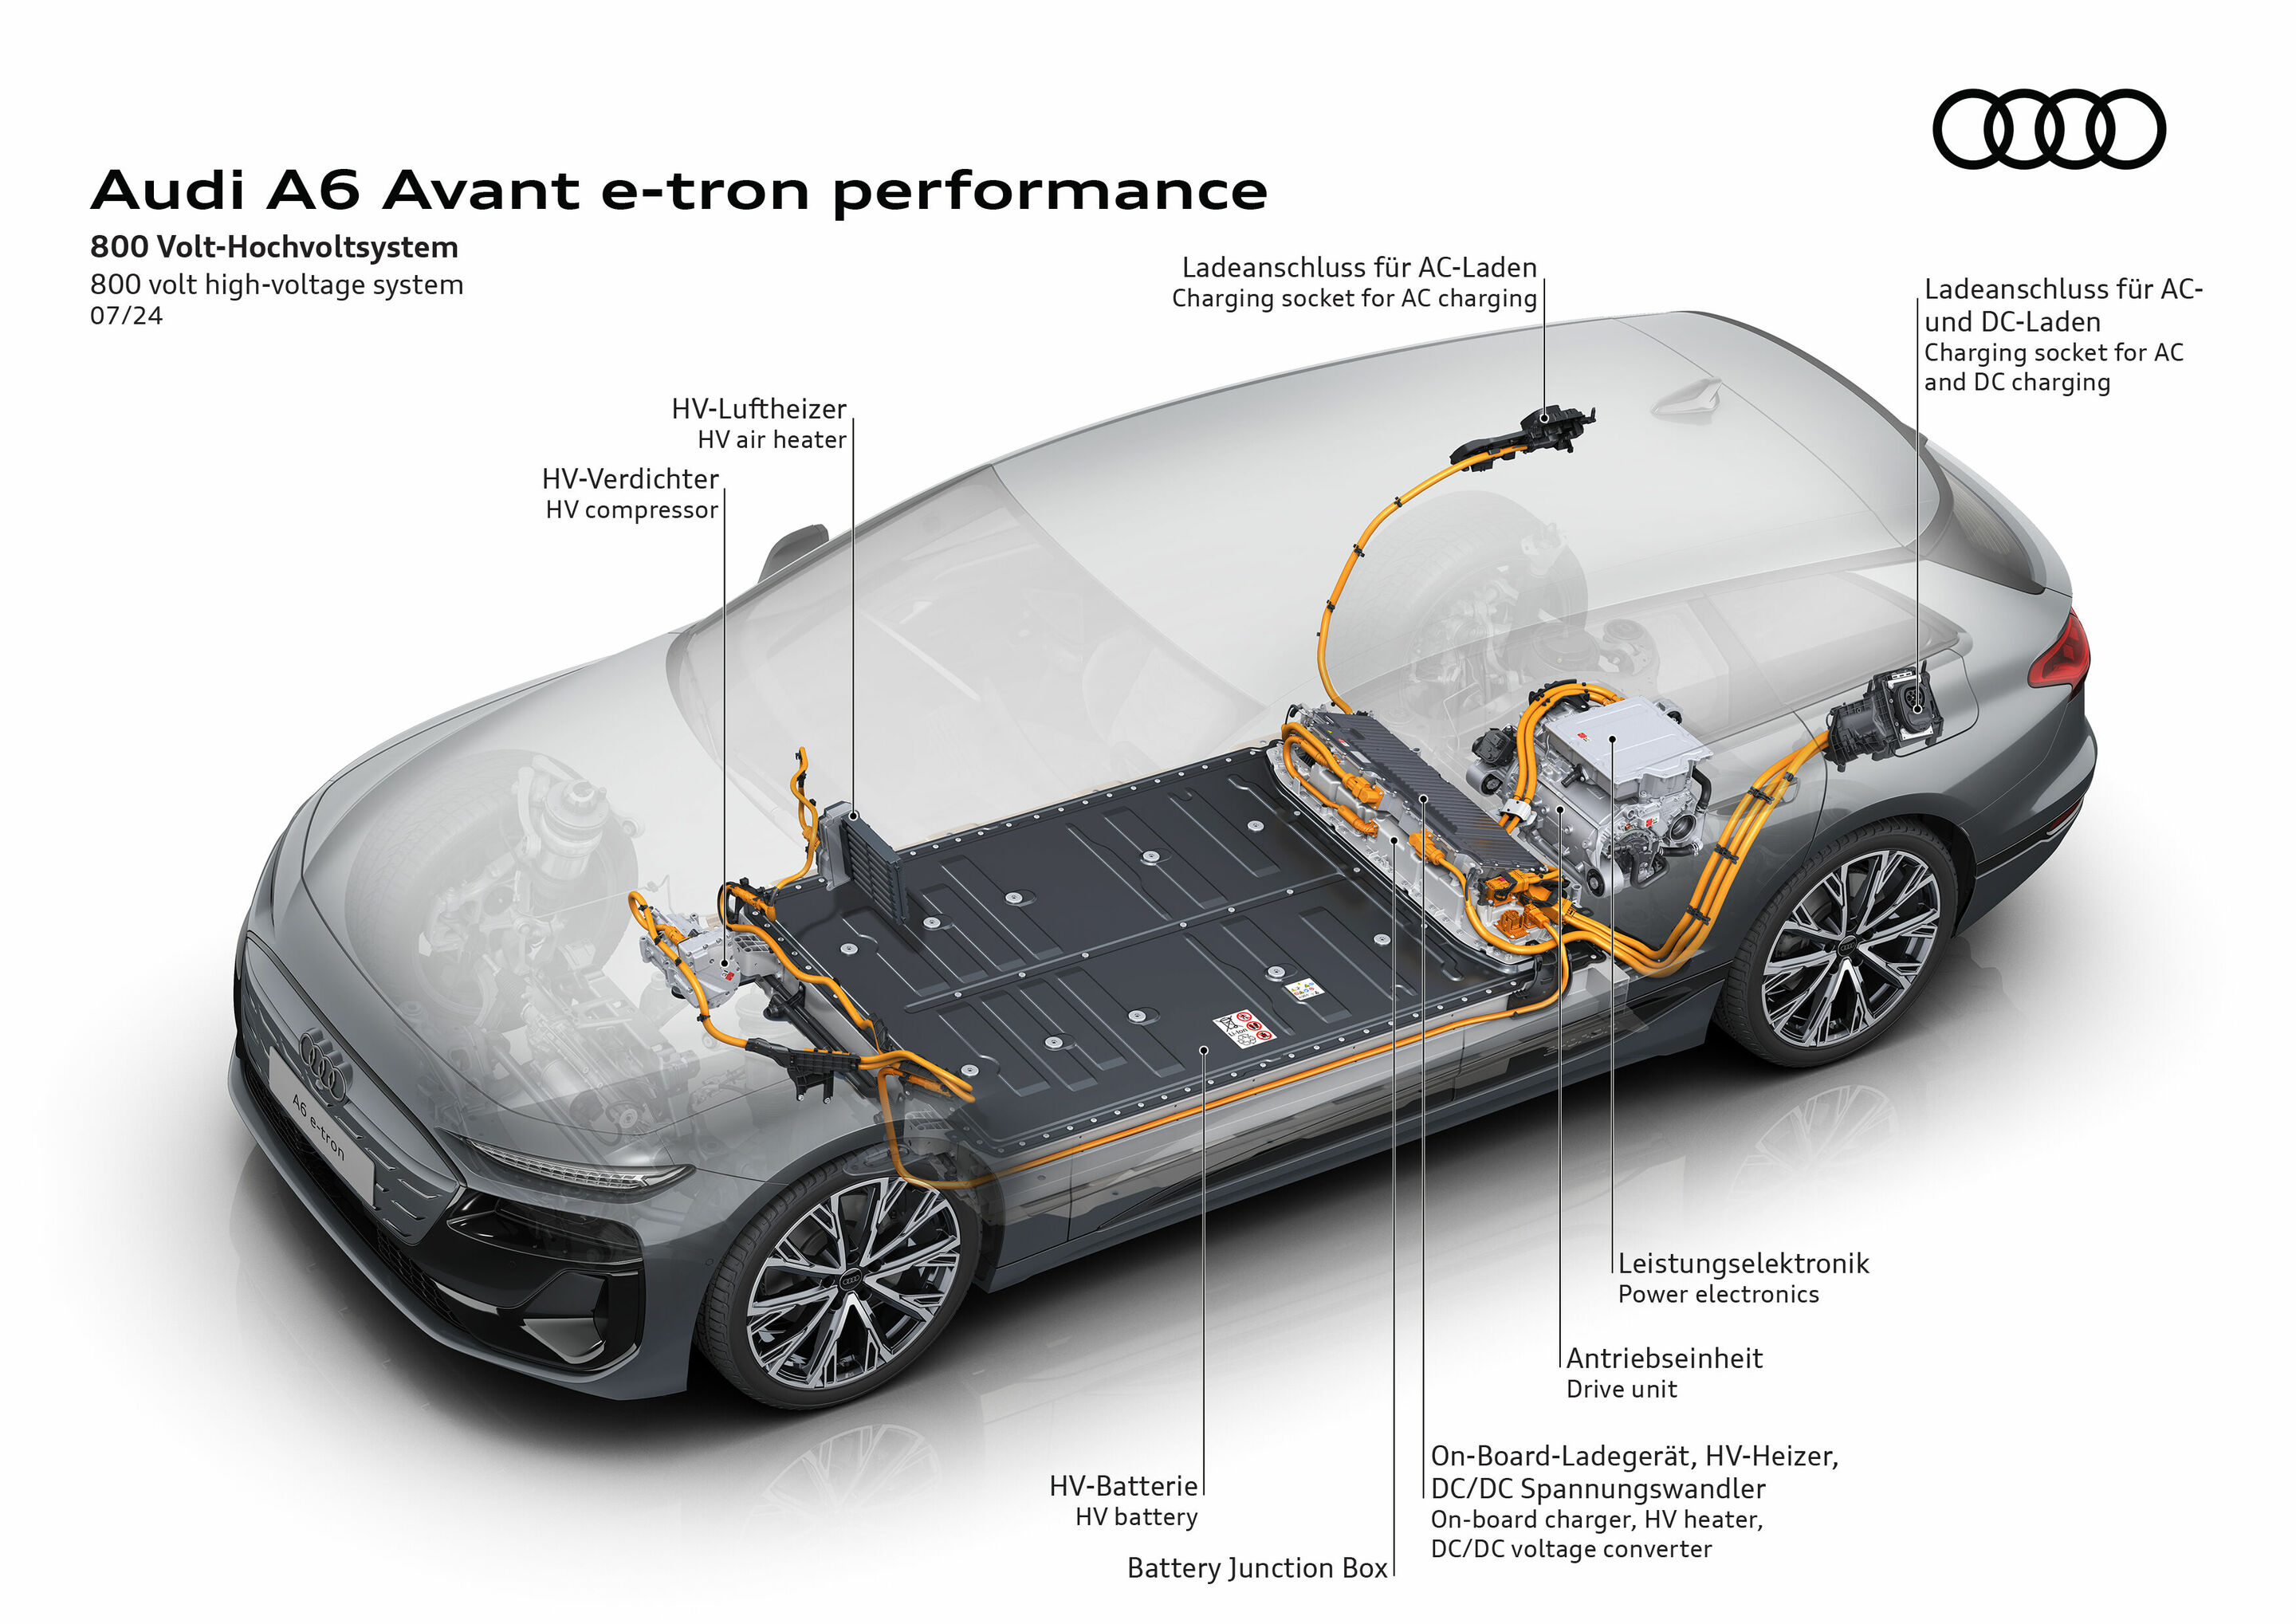 Audi A6 Avant e-tron performance
800 Volt-Hochvoltsystem
800 volt high-voltage system
07/24
Ladeanschluss für AC-Laden
Charging socket for AC charging
Ladeanschluss für AC-
und DC-Laden
Charging socket for AC
and DC charging
HV-Luftheizer
HV air heater
HV-Verdichter
HV compressor
A6 e-tron
Li-Ion
Leistungselektronik
Power electronics
Antriebseinheit
Drive unit
On-Board-Ladegerät, HV-Heizer,
DC/DC Spannungswandler
On-board charger, HV heater,
DC/DC voltage converter
HV-Batterie
HV battery
Battery Junction Box